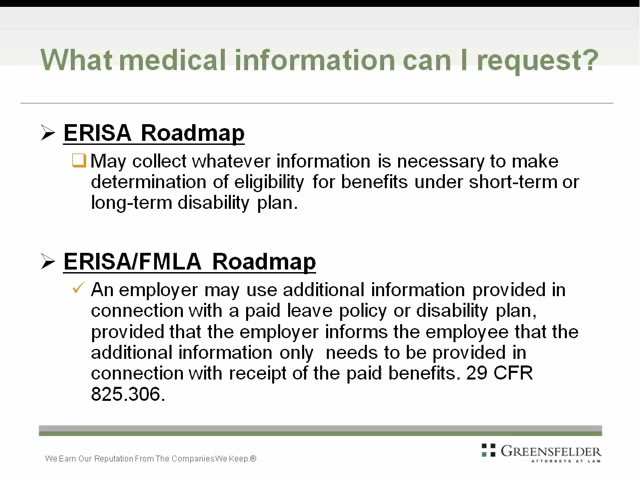 What medical information can I request?
ERISA Roadmap
May collect whatever information is necessary to make
determination of eligibility for benefits under short-term or
long-term disability plan.
ERISA/FMLA Roadmap
An employer may use additional information provided in
connection with a paid leave policy or disability plan,
provided that the employer informs the employee that the
additional information only needs to be provided in
connection with receipt of the paid benefits. 29 CFR
825.306.
We Earn Our Reputation From The Companies We Keep.®
GREENSFELDER
ATTORNEYS AT LAW